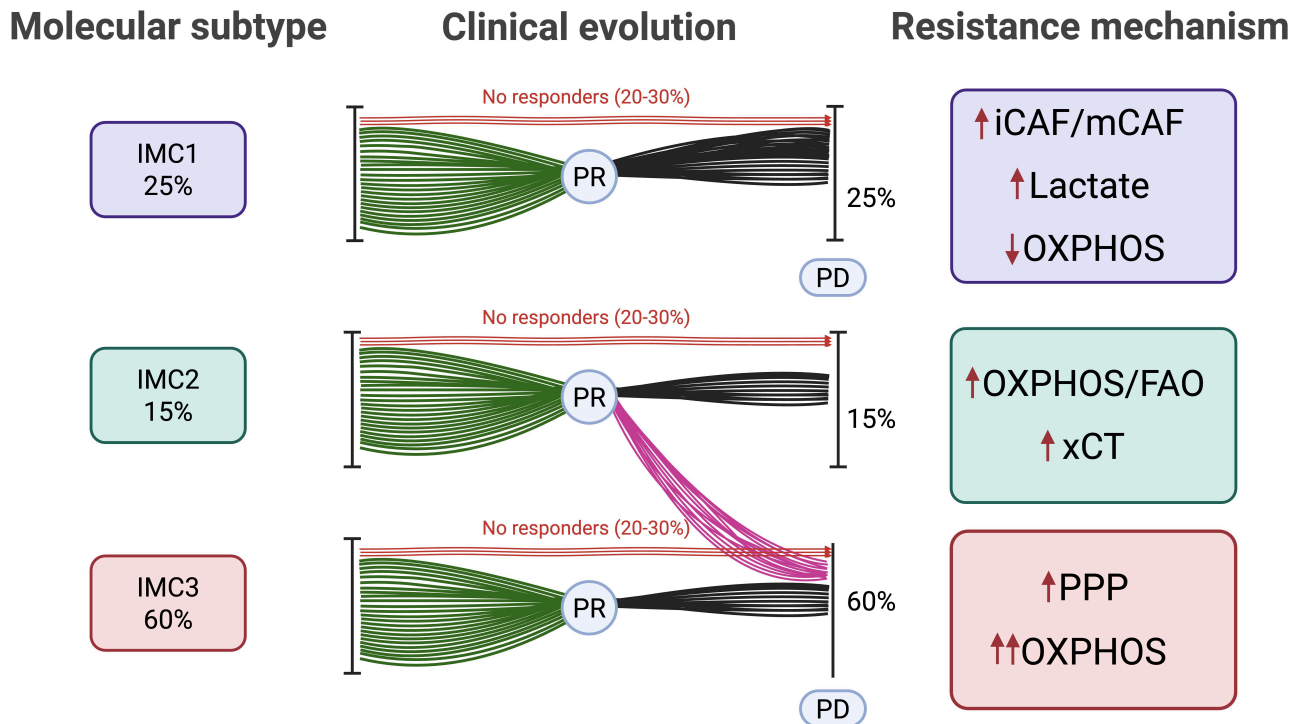 Molecular subtype
Clinical evolution
Resistance mechanism
No responders (20-30%)
IMC1
25%
PR
25%
PD
iCAF/mCAF
Lactate
OXPHOS
No responders (20-30%)
IMC2
15%
PR
15%
OXPHOS/FAO
xCT
No responders (20-30%)
IMC3
60%
PR
60%
PD
PPP
OXPHOS